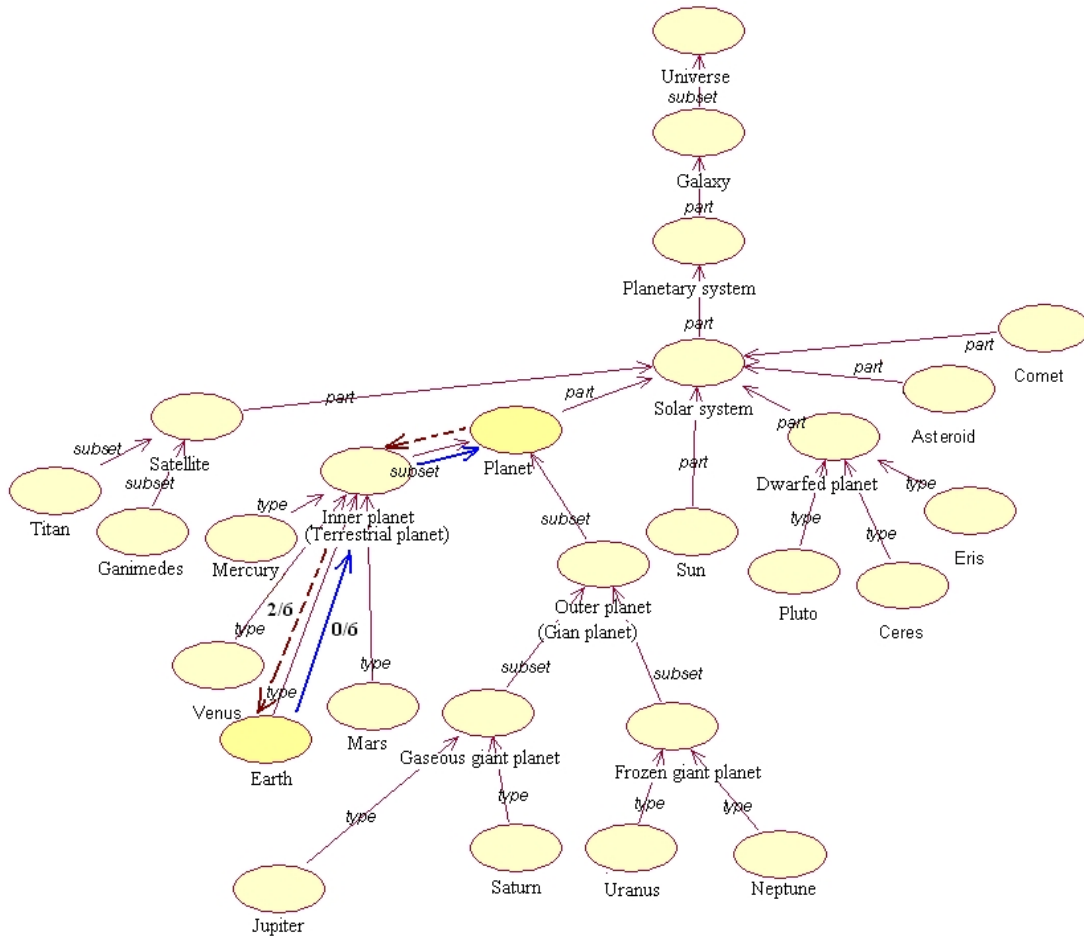 Universe
subset
Galaxy
part
Planetary system
part
part
Comet
part
part
part
Solar system
part
Asteroid
subset
Satellite
subset
Planet
part
Dwarfed planet
type
subset
Titan
type
Inner planet
(Terrestrial planet)
subset
type
type
Ganimedes
Mercury
Sun
Eris
Pluto
Ceres
2/6
0/6
Outer planet
(Gian planet)
type
type
type
subset
subset
Venus
Earth
Mars
Gaseous giant planet
Frozen giant planet
type
type
type
type
Jupiter
Saturn
Uranus
Neptune